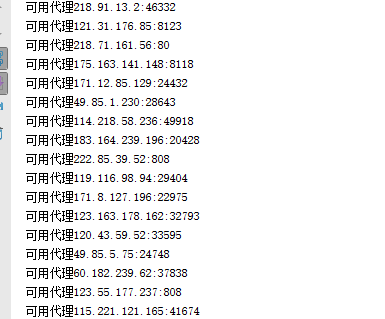 可用代理218.91.13.2:46332
可用代理121.31.176.85:8123
可用代理218.71.161.56:80
可用代理175.163.141.148:8118
可用代理171.12.85.129:24432
可用代理49.85.1.230:28643
可用代理114.218.58.236:49918
可用代理183.164.239.196:20428
可用代理222.85.39.52:808
可用代理119.116.98.94:29404
可用代理171.8.127.196:22975
可用代理123.163.178.162:32793
可用代理120.43.59.52:33595
可用代理49.85.5.75:24748
可用代理60.182.239.62:37838
可用代理123.55.177.237:808
可用代理115.221.121.165:41674